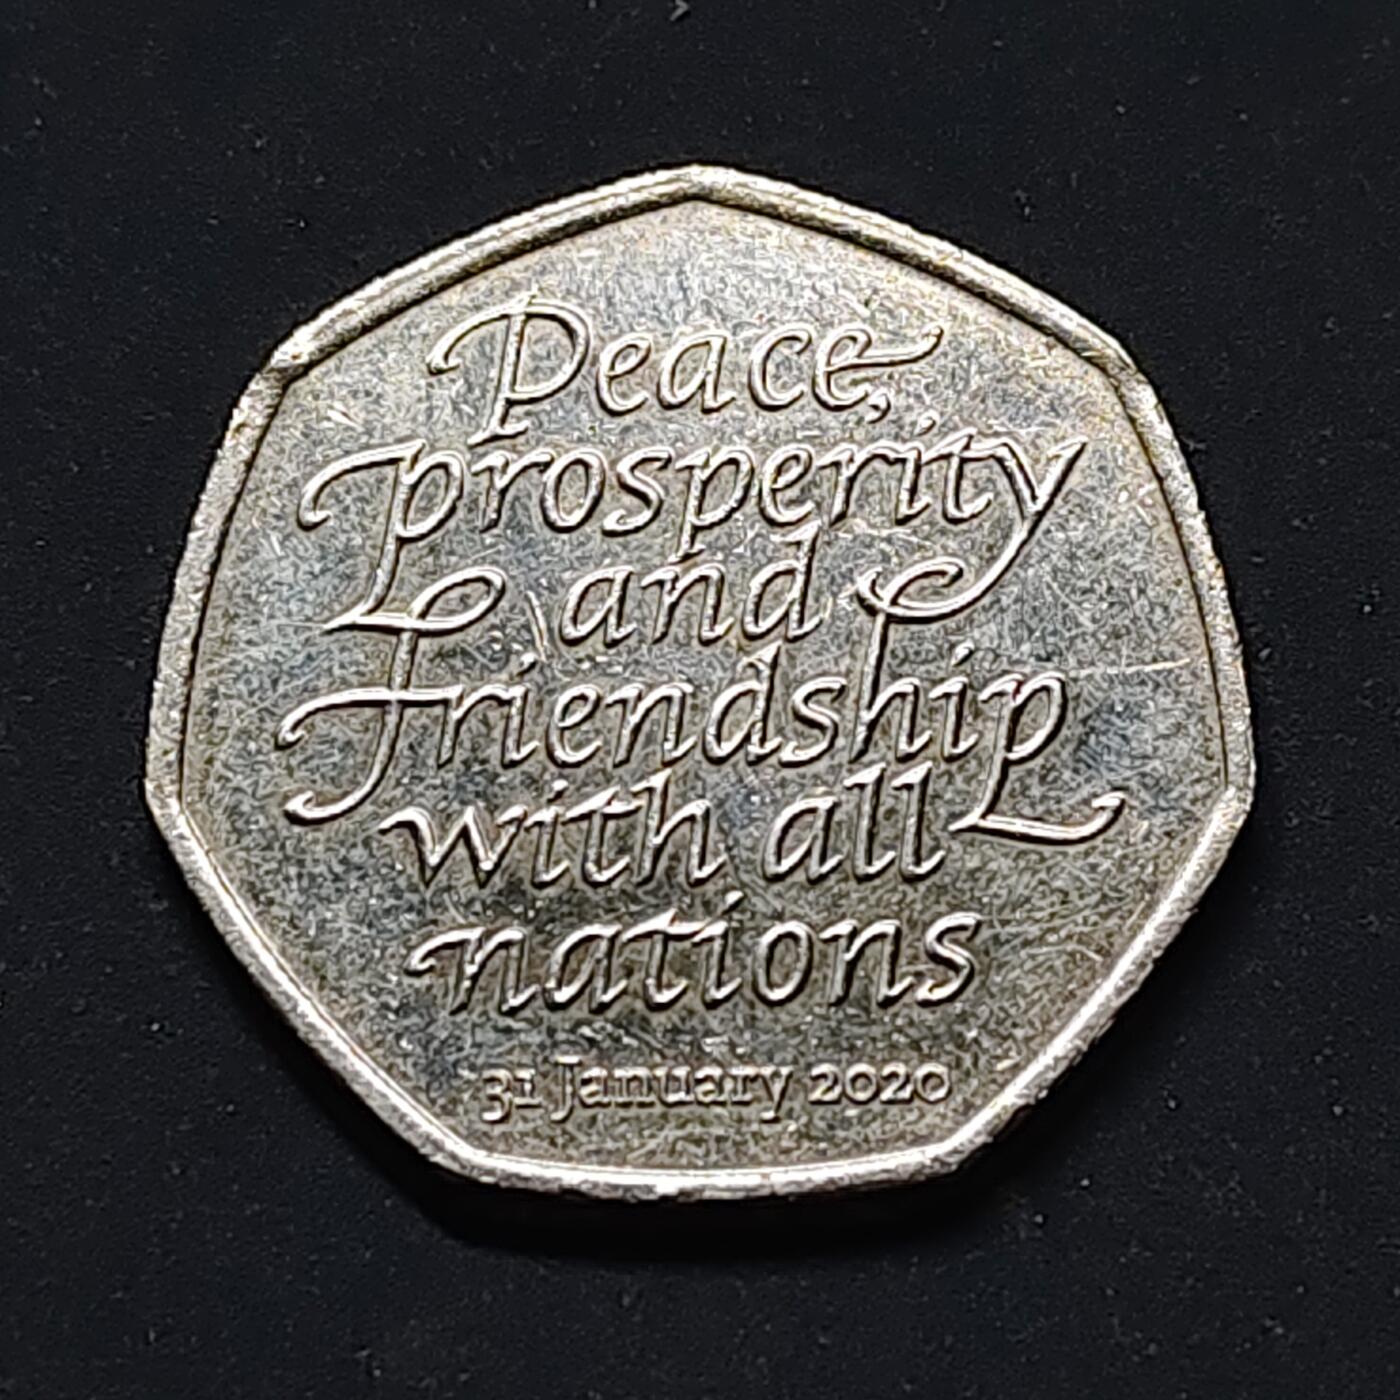 Peace,
prosperity
and
friendship
with all
nations
31 January 2020